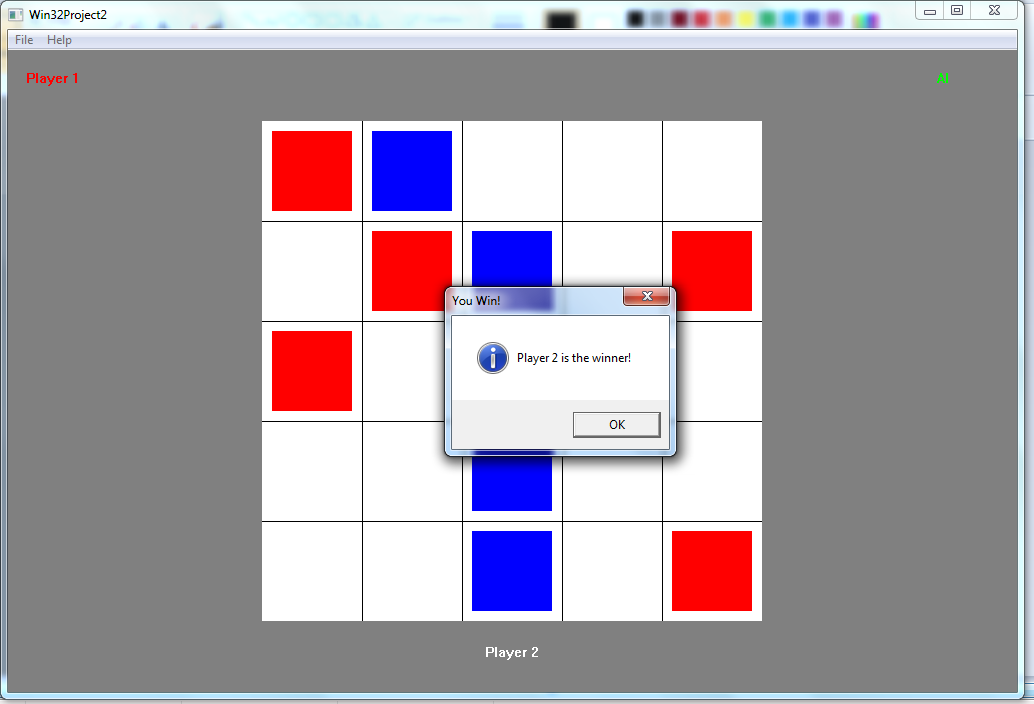 Win32Project2
File Help
Player 1
AI
You Win!
Player 2 is the winner!
OK
Player 2